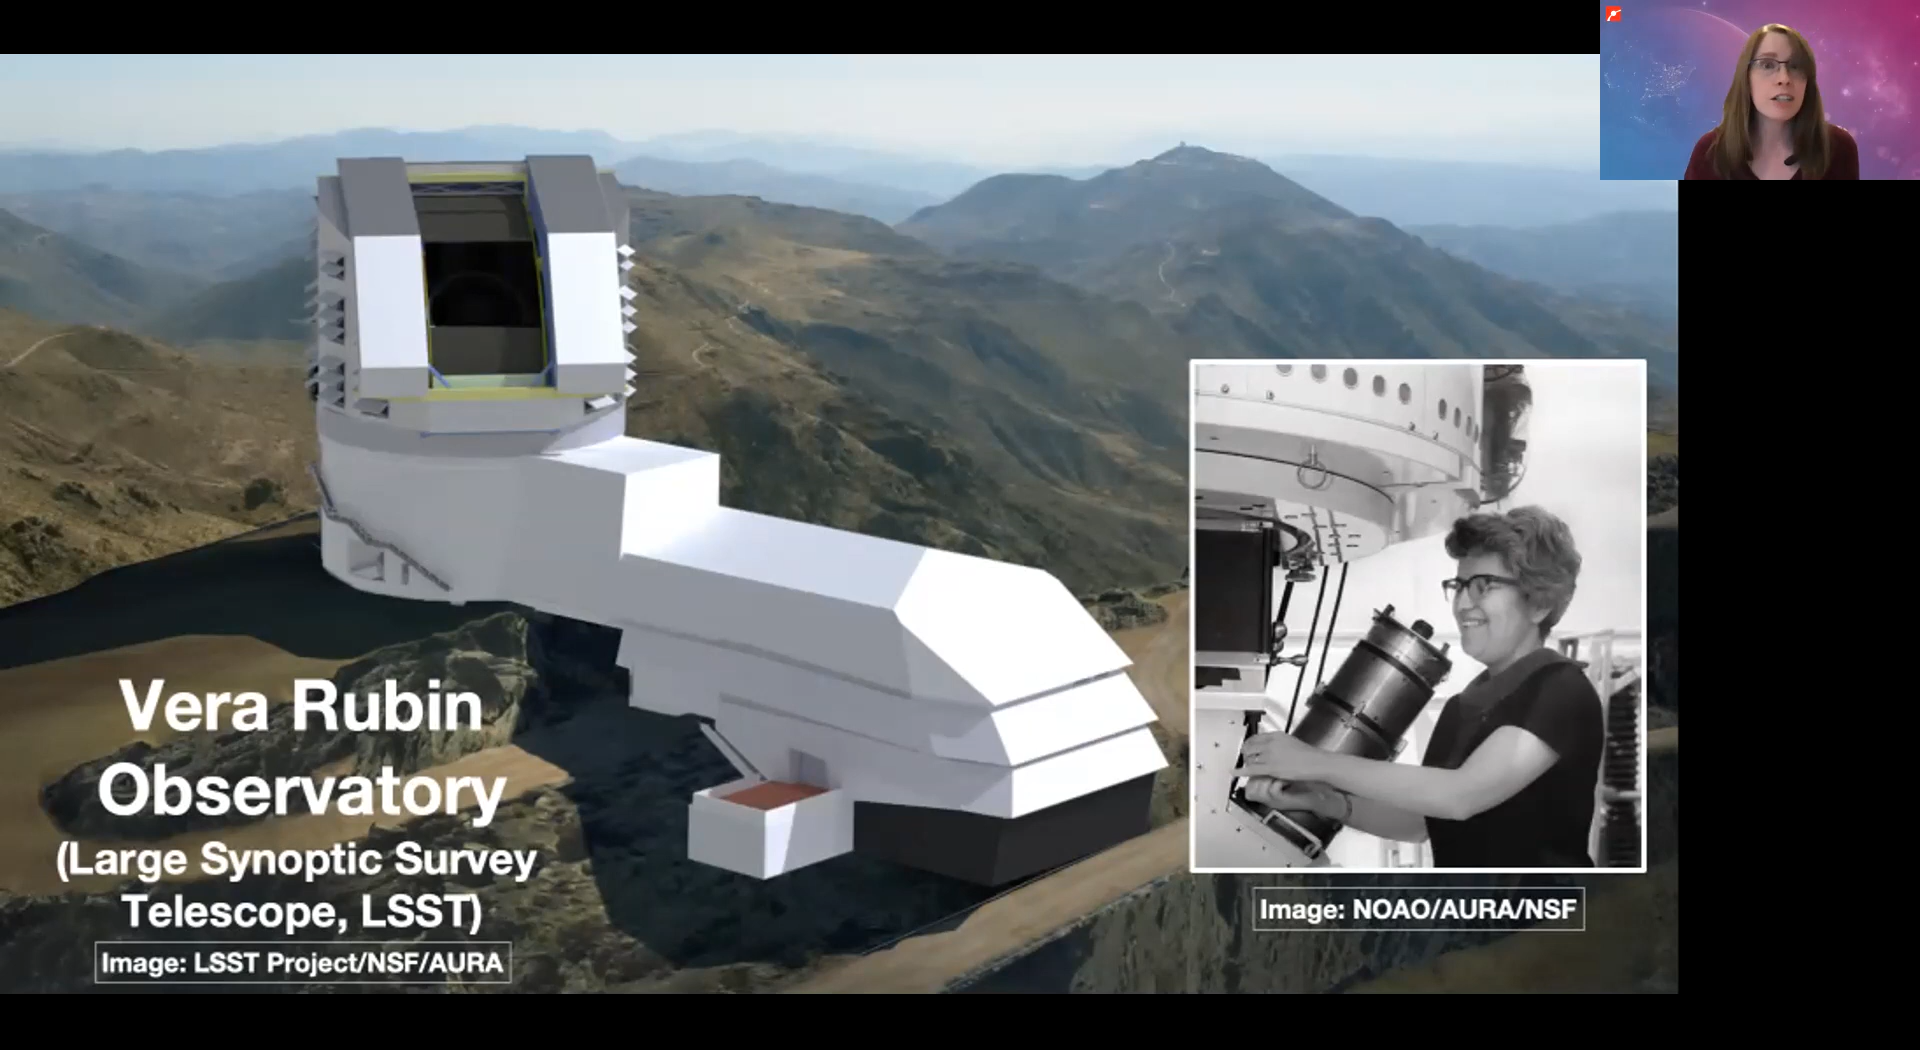 Vera Rubin
Observatory
(Large Synoptic Survey
Telescope, LSST)
Image: LSST Project/NSF/AURA
Image: NOAO/AURA/NSF